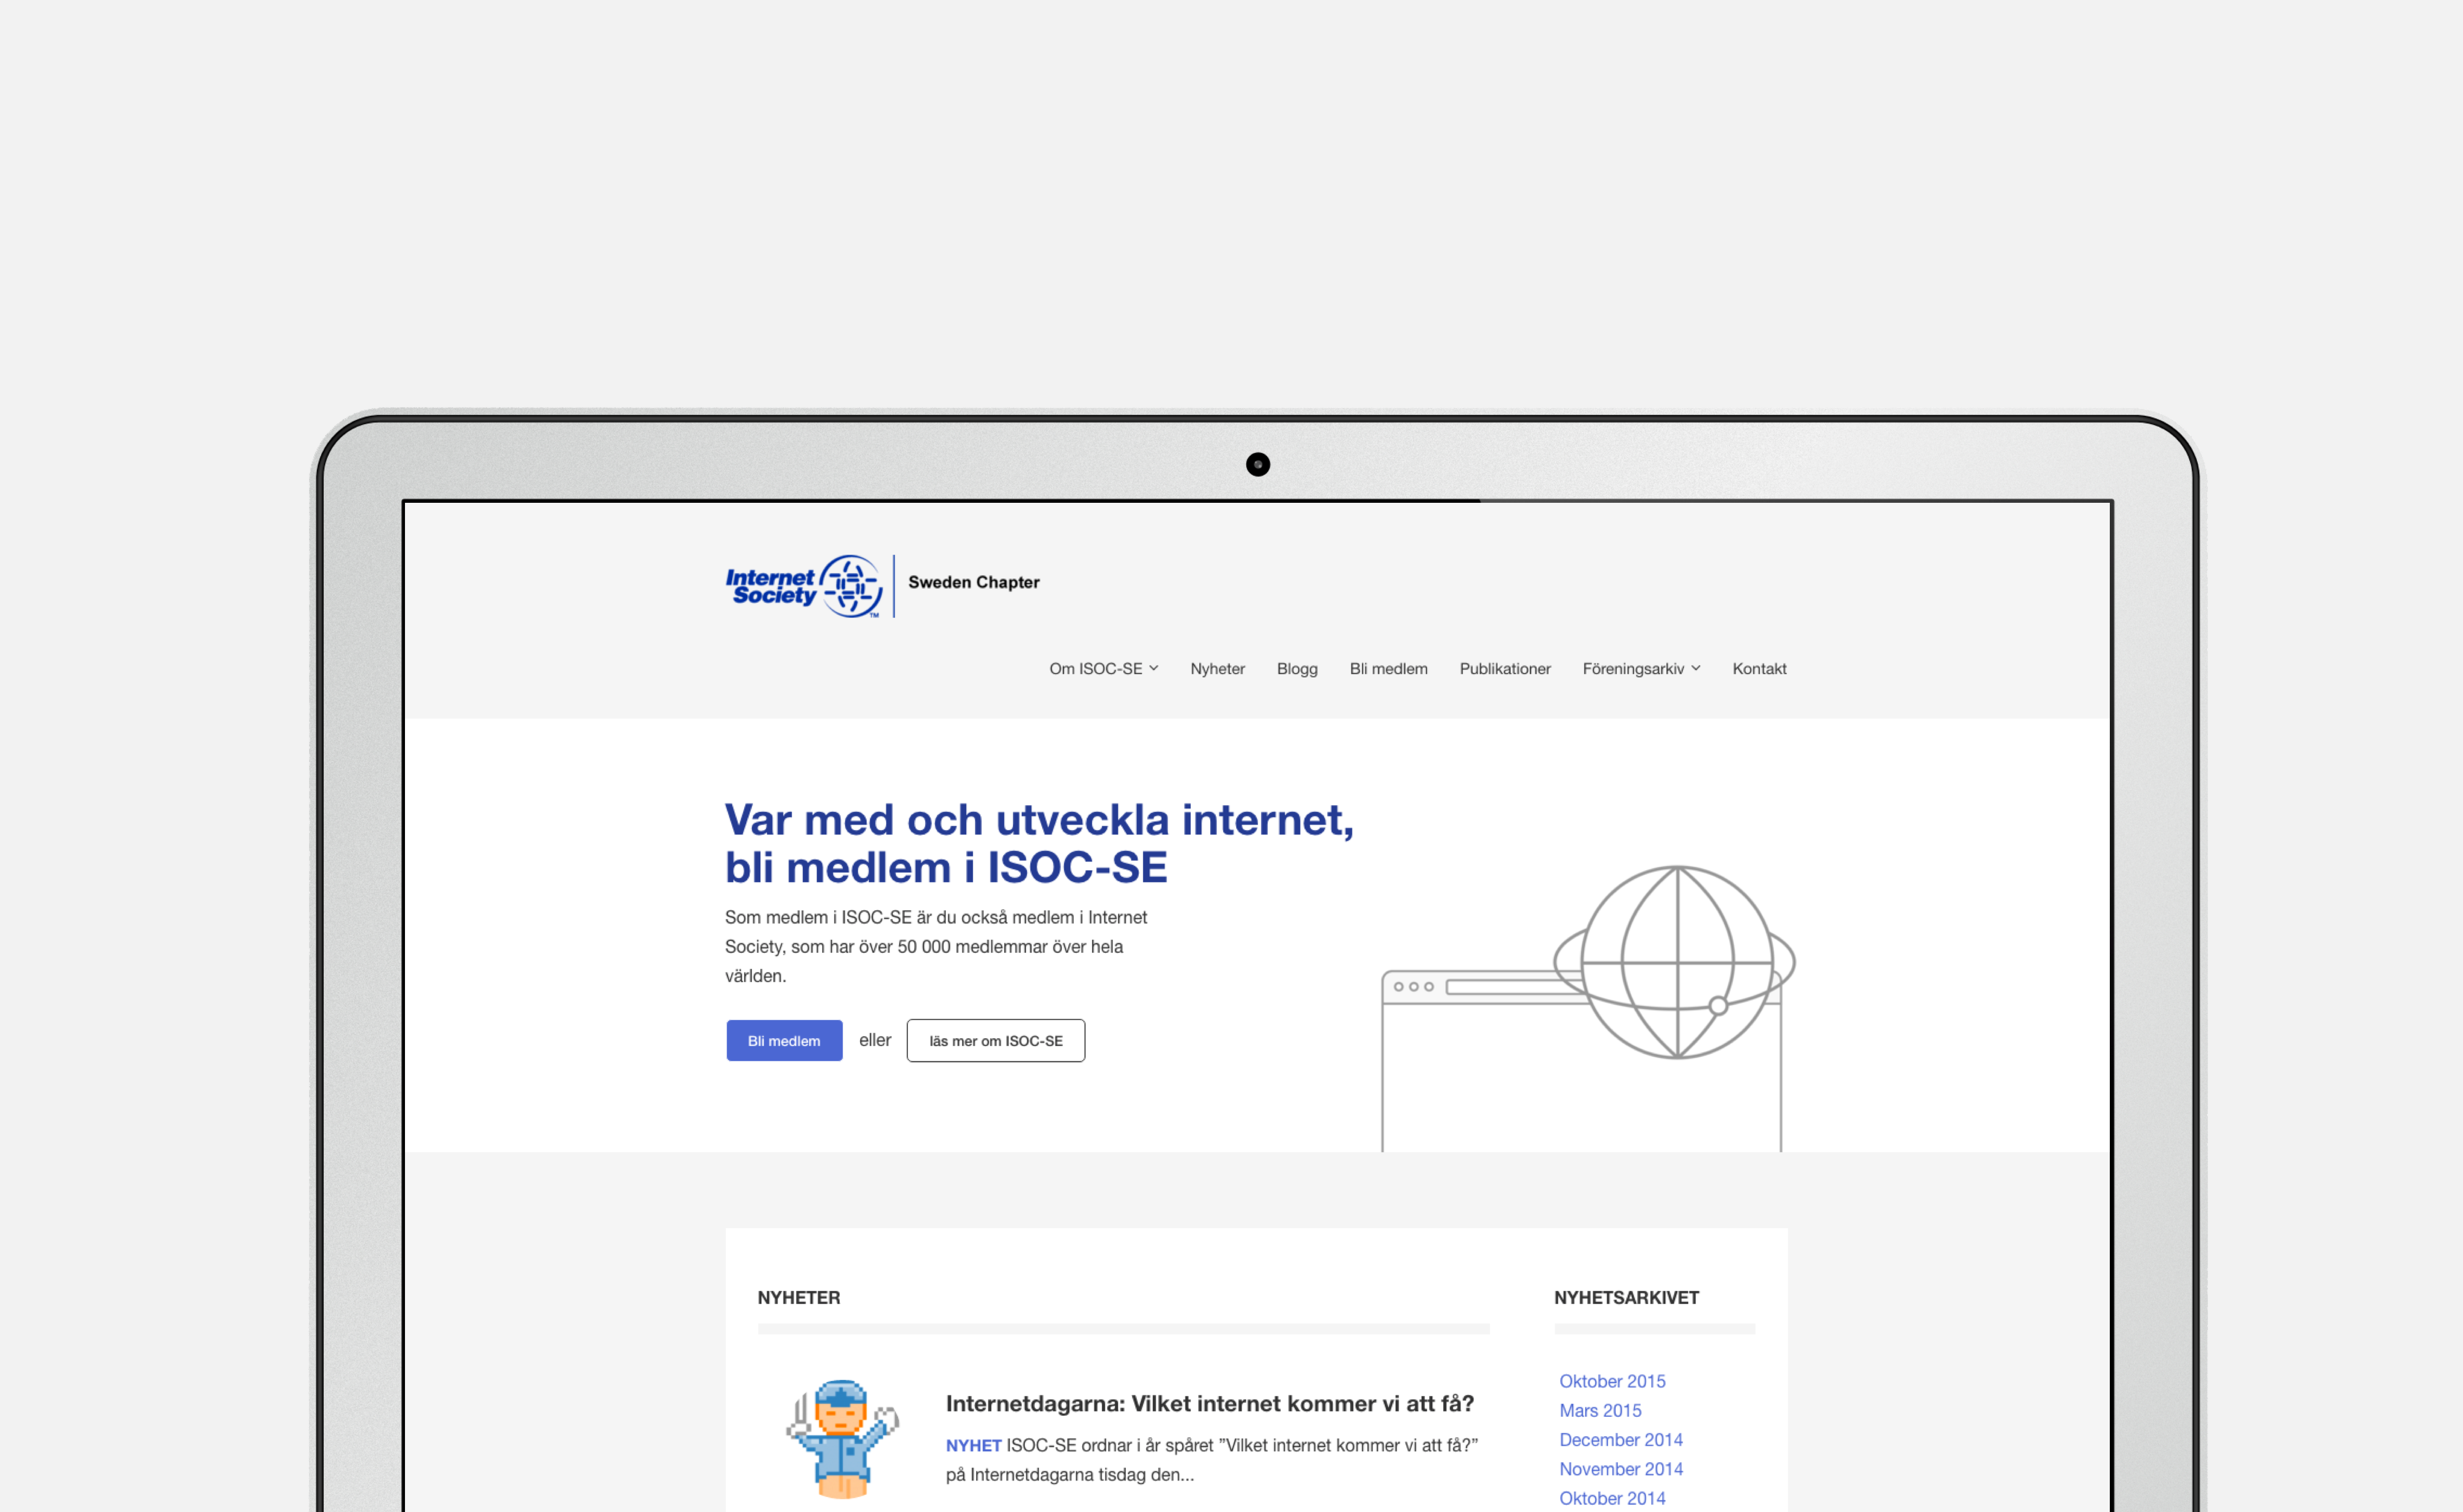 Internet
Society
TM
Sweden Chapter
Om ISOC-SE
Nyheter
Blogg
Bli medlem
Publikationer
Föreningsarkiv
Kontakt
Var med och utveckla internet,
bli medlem i ISOC-SE
Som medlem i ISOC-SE är du också medlem i Internet
Society, som har över 50 000 medlemmar över hela
världen.
Bli medlem
eller
läs mer om ISOC-SE
NYHETER
Internetdagarna: Vilket internet kommer vi att få?
NYHET ISOC-SE ordnar i år spåret ”Vilket internet kommer vi att få?”
på Internetdagarna tisdag den...
NYHETSARKIVET
Oktober 2015
Mars 2015
December 2014
November 2014
Oktober 2014